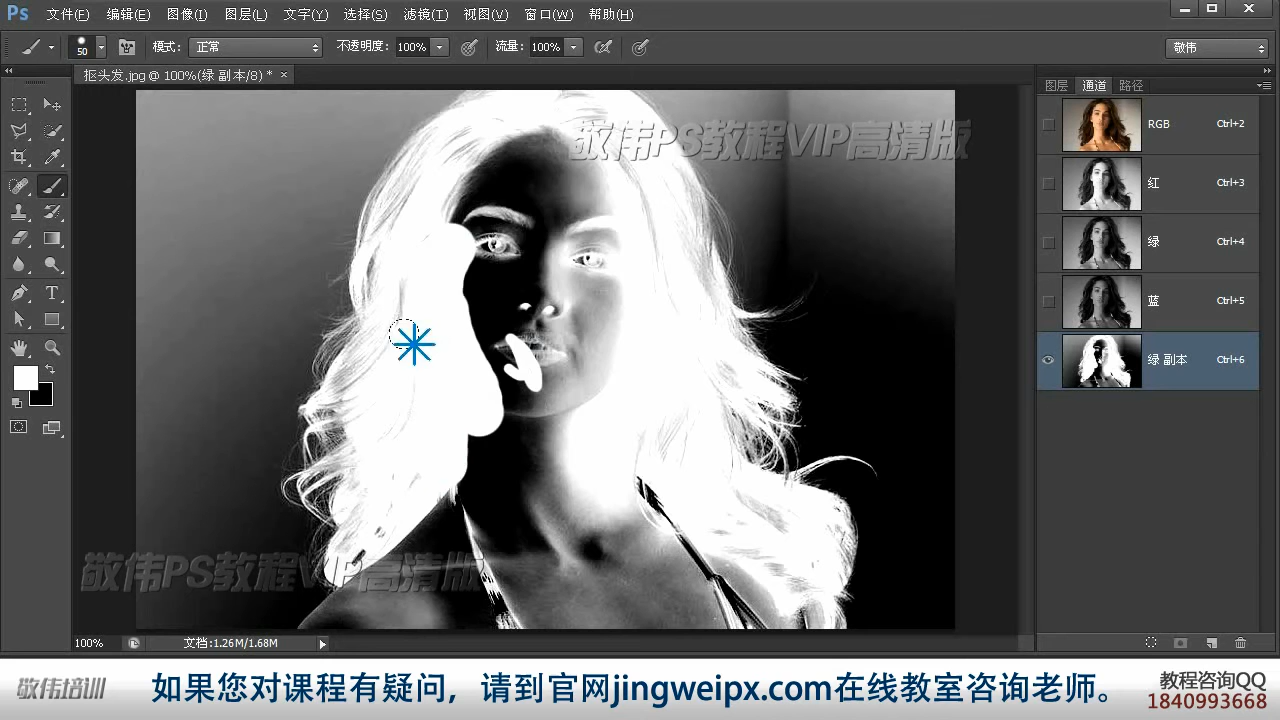 Ps 文件(F) 编辑(E) 图像(I) 图层(L) 文字(Y) 选择(S) 滤镜(T) 视图(V) 窗口(W) 帮助(H)
50 模式: 正常 不透明度: 100% 流量: 100% 敬伟
抠头发.jpg @ 100%(绿 副本/8) * ×
图层 通道 路径
RGB Ctrl+2
敬伟PS教程VIP高清版
红 Ctrl+3
绿 Ctrl+4
蓝 Ctrl+5
绿 副本 Ctrl+6
敬伟PS教程VIP高清版
100% 文档:1.26M/1.68M
敬伟培训 如果您对课程有疑问，请到官网jingweipx.com在线教室咨询老师。 教程咨询QQ
1840993668